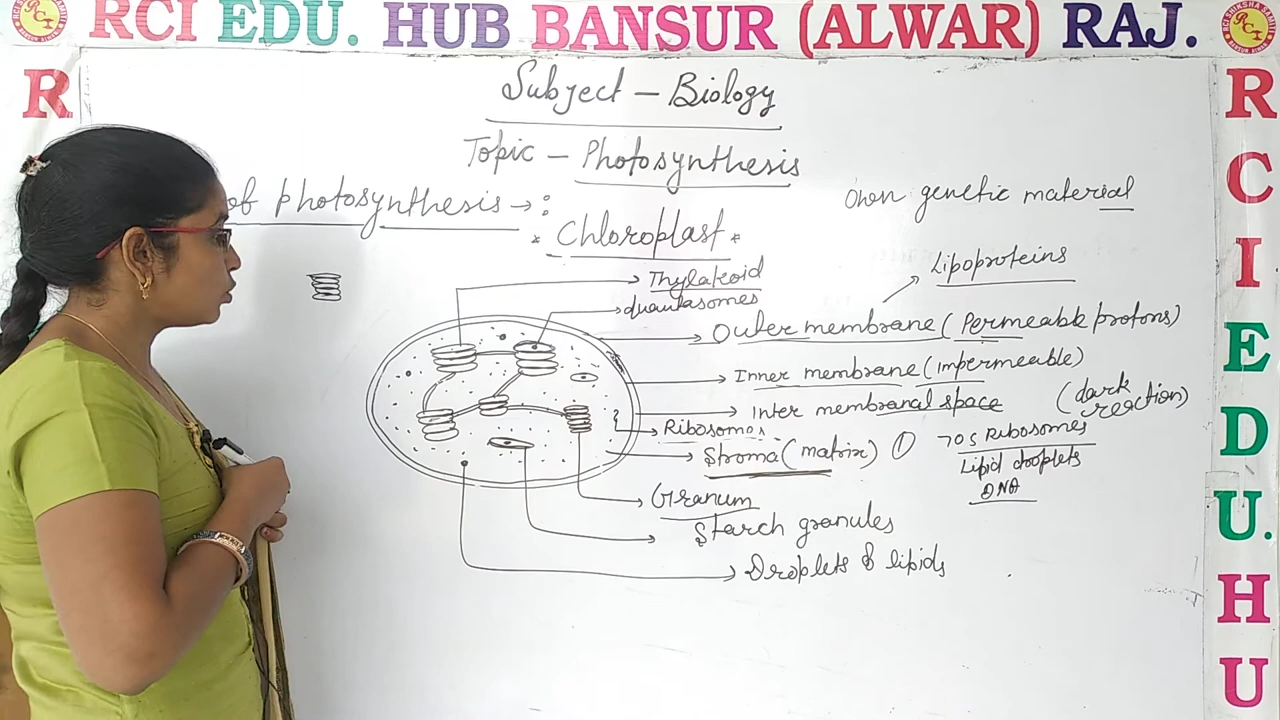 RCI EDU. HUB BANSUR (ALWAR) RAJ.
Subject - Biology
Topic - Photosynthesis
of photosynthesis → :
Own genetic material
* Chloroplast *
Lipoproteins
Thylakoid
quantasomes
Outer membrane (Permeable protons)
Inner membrane (impermeable)
Inter membranal space
(dark reaction)
Ribosomes
Stroma (matrix) ① 70s Ribosomes
Lipid droplets
DNA
Granum
Starch granules
Droplets of lipids
R
R
C
I
E
D
U.
H
U